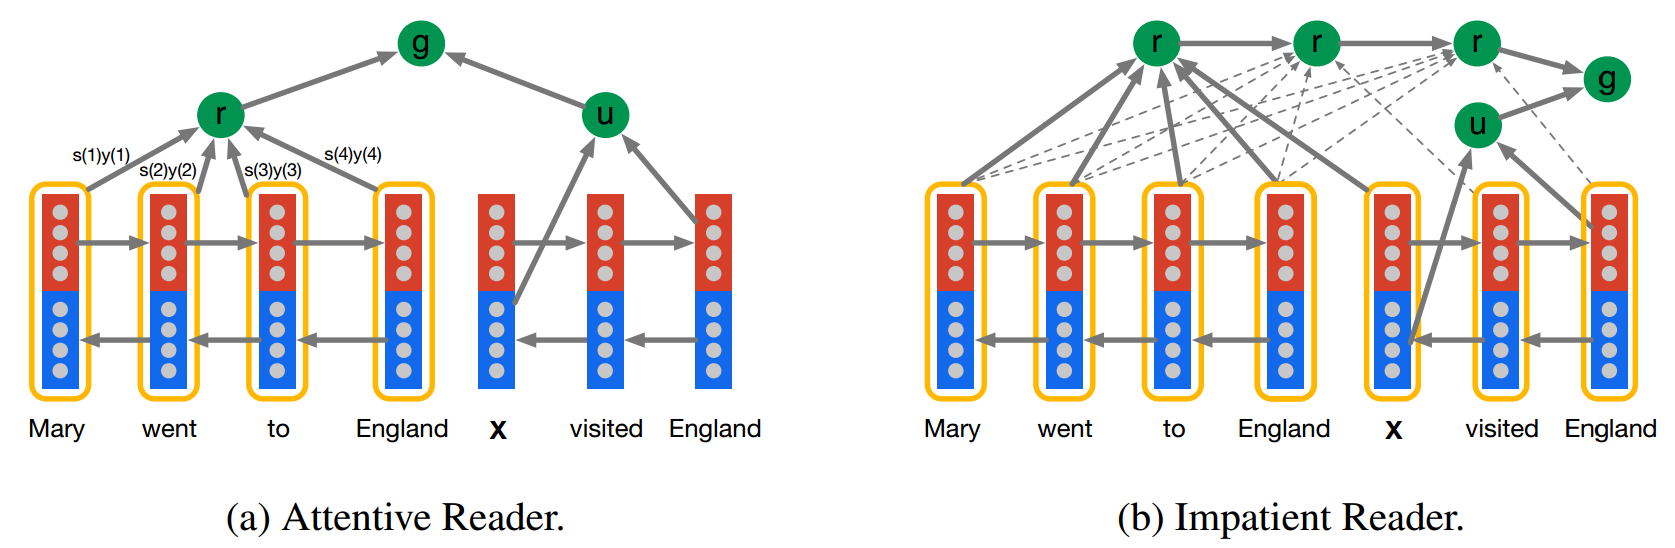 g
r
u
s(1)y(1)
s(2)y(2)
s(3)y(3)
s(4)y(4)
Mary went to England X visited England
(a) Attentive Reader.
r r r
g
u
Mary went to England X visited England
(b) Impatient Reader.